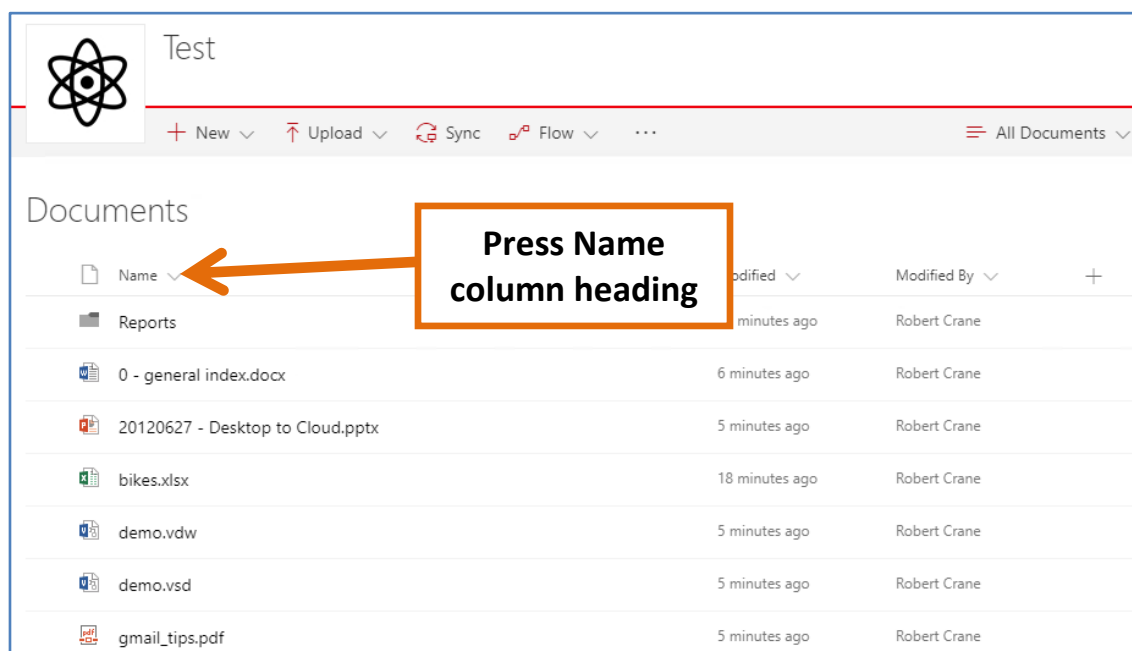 Test
New Upload Sync Flow ... All Documents
Documents
Press Name
column heading
Name Modified Modified By
Reports minutes ago Robert Crane
0 - general index.docx 6 minutes ago Robert Crane
20120627 - Desktop to Cloud.pptx 5 minutes ago Robert Crane
bikes.xlsx 18 minutes ago Robert Crane
demo.vdw 5 minutes ago Robert Crane
demo.vsd 5 minutes ago Robert Crane
gmail_tips.pdf 5 minutes ago Robert Crane